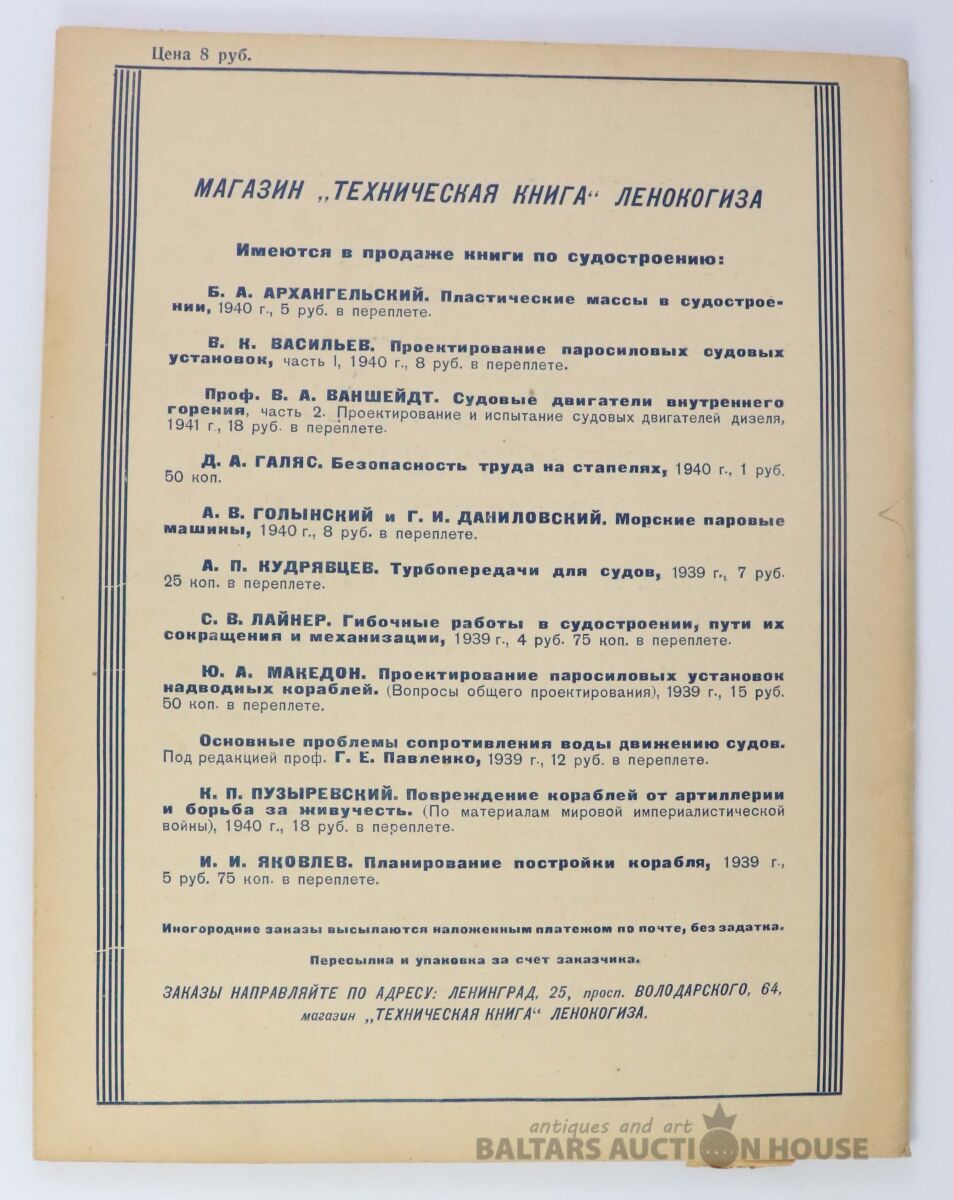 Цена 8 руб.
МАГАЗИН „ТЕХНИЧЕСКАЯ КНИГА“ ЛЕНОКОГИЗА
Имеются в продаже книги по судостроению:
Б. А. АРХАНГЕЛЬСКИЙ. Пластические массы в судострое-
нии, 1940 г., 5 руб. в переплете.
В. К. ВАСИЛЬЕВ. Проектирование паросиловых судовых
установок, часть I, 1940 г., 8 руб. в переплете.
Проф. В. А. ВАНШЕЙДТ. Судовые двигатели внутреннего
горения, часть 2. Проектирование и испытание судовых двигателей дизеля,
1941 г., 18 руб. в переплете.
Д. А. ГАЛЯС. Безопасность труда на стапелях, 1940 г., 1 руб.
50 коп.
А. В. ГОЛЫНСКИЙ и Г. И. ДАНИЛОВСКИЙ. Морские паровые
машины, 1940 г., 8 руб. в переплете.
А. П. КУДРЯВЦЕВ. Турбопередачи для судов, 1939 г., 7 руб.
25 коп. в переплете.
С. В. ЛАЙНЕР. Гибочные работы в судостроении, пути их
сокращения и механизации, 1939 г., 4 руб. 75 коп. в переплете.
Ю. А. МАКЕДОН. Проектирование паросиловых установок
надводных кораблей. (Вопросы общего проектирования), 1939 г., 15 руб.
50 коп. в переплете.
Основные проблемы сопротивления воды движению судов.
Под редакцией проф. Г. Е. Павленко, 1939 г., 12 руб. в переплете.
К. П. ПУЗЫРЕВСКИЙ. Повреждение кораблей от артиллерии
и борьба за живучесть. (По материалам мировой империалистической
войны), 1940 г., 18 руб. в переплете.
И. И. ЯКОВЛЕВ. Планирование постройки корабля, 1939 г.,
5 руб. 75 коп. в переплете.
Иногородние заказы высылаются наложенным платежом по почте, без задатка.
Пересылка и упаковка за счет заказчика.
ЗАКАЗЫ НАПРАВЛЯЙТЕ ПО АДРЕСУ: ЛЕНИНГРАД, 25, просп. ВОЛОДАРСКОГО, 64,
магазин „ТЕХНИЧЕСКАЯ КНИГА“ ЛЕНОКОГИЗА.
antiques and art
BALTARS AUCTION HOUSE